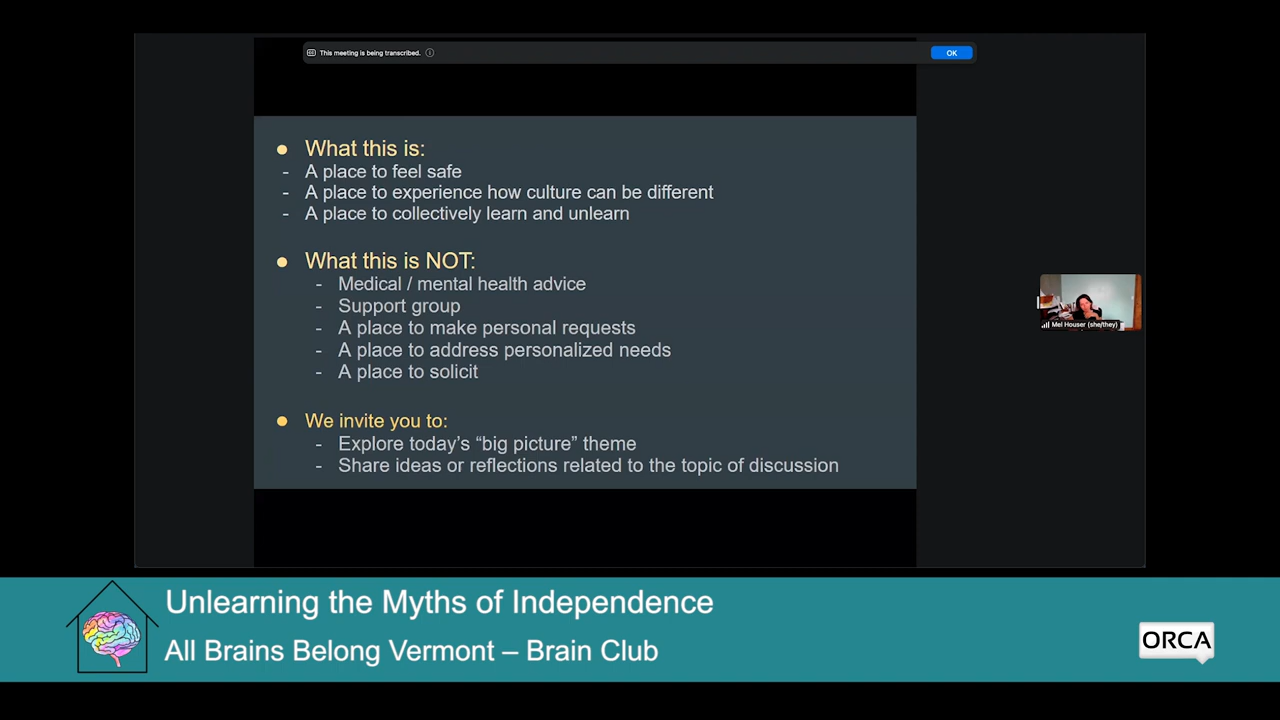 This meeting is being transcribed.
OK
● What this is:
- A place to feel safe
- A place to experience how culture can be different
- A place to collectively learn and unlearn
● What this is NOT:
- Medical / mental health advice
- Support group
- A place to make personal requests
- A place to address personalized needs
- A place to solicit
Mel Houser (she/they)
● We invite you to:
- Explore today's “big picture” theme
- Share ideas or reflections related to the topic of discussion
Unlearning the Myths of Independence
All Brains Belong Vermont – Brain Club
ORCA